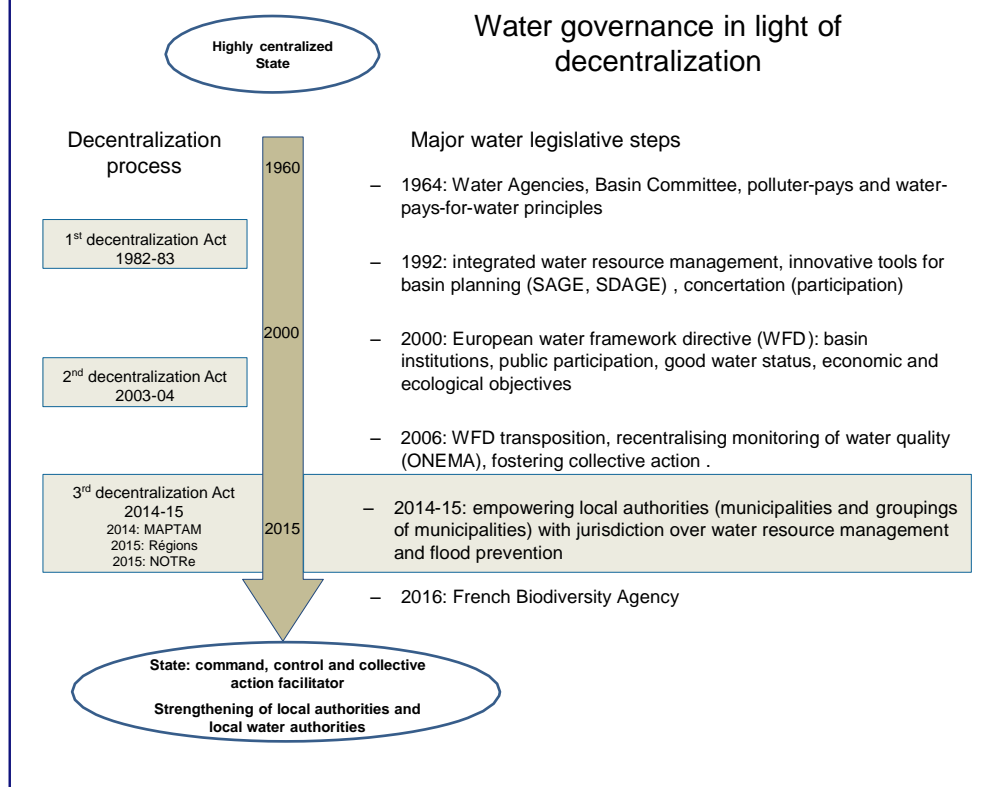 Highly centralized
State
Water governance in light of
decentralization
Decentralization
process
Major water legislative steps
1960
– 1964: Water Agencies, Basin Committee, polluter-pays and water-
pays-for-water principles
1st decentralization Act
1982-83
– 1992: integrated water resource management, innovative tools for
basin planning (SAGE, SDAGE) , concertation (participation)
2000
– 2000: European water framework directive (WFD): basin
institutions, public participation, good water status, economic and
ecological objectives
2nd decentralization Act
2003-04
– 2006: WFD transposition, recentralising monitoring of water quality
(ONEMA), fostering collective action .
3rd decentralization Act
2014-15
2014: MAPTAM
2015: Régions
2015: NOTRe
2015
– 2014-15: empowering local authorities (municipalities and groupings
of municipalities) with jurisdiction over water resource management
and flood prevention
– 2016: French Biodiversity Agency
State: command, control and collective
action facilitator
Strengthening of local authorities and
local water authorities